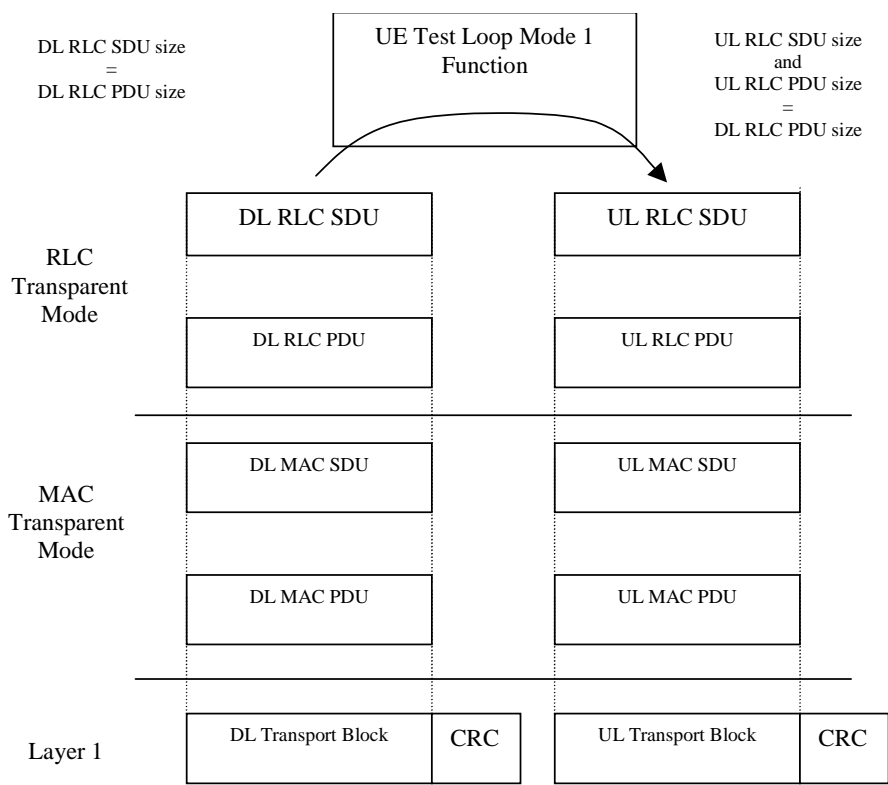 DL RLC SDU size
=
DL RLC PDU size
UE Test Loop Mode 1
Function
UL RLC SDU size
and
UL RLC PDU size
=
DL RLC PDU size
RLC
Transparent
Mode
DL RLC SDU
UL RLC SDU
DL RLC PDU
UL RLC PDU
MAC
Transparent
Mode
DL MAC SDU
UL MAC SDU
DL MAC PDU
UL MAC PDU
Layer 1
DL Transport Block
CRC
UL Transport Block
CRC